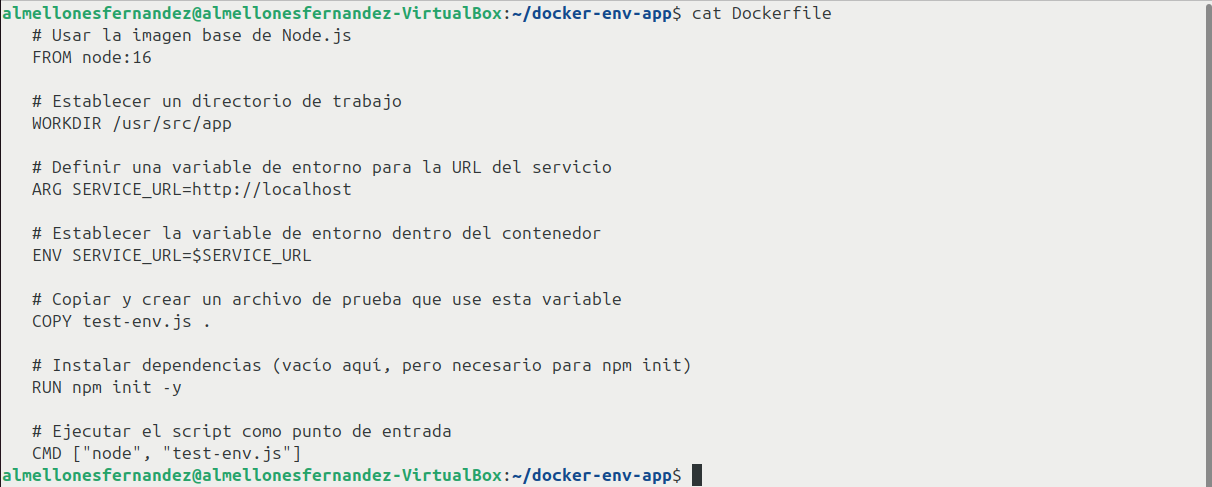 almellonesfernandez@almellonesfernandez-VirtualBox:~/docker-env-app$ cat Dockerfile
# Usar la imagen base de Node.js
FROM node:16
# Establecer un directorio de trabajo
WORKDIR /usr/src/app
# Definir una variable de entorno para la URL del servicio
ARG SERVICE_URL=http://localhost
# Establecer la variable de entorno dentro del contenedor
ENV SERVICE_URL=$SERVICE_URL
# Copiar y crear un archivo de prueba que use esta variable
COPY test-env.js .
# Instalar dependencias (vacío aquí, pero necesario para npm init)
RUN npm init -y
# Ejecutar el script como punto de entrada
CMD ["node", "test-env.js"]
almellonesfernandez@almellonesfernandez-VirtualBox:~/docker-env-app$